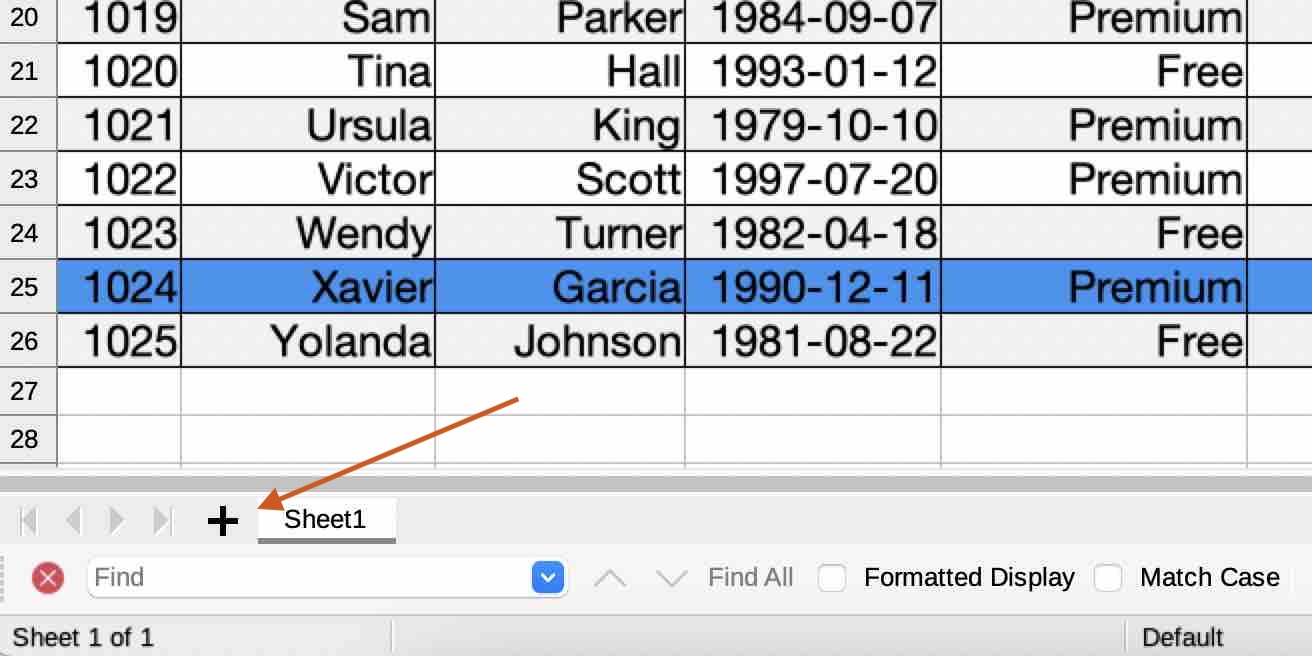 20 1019 Sam Parker 1984-09-07 Premium
21 1020 Tina Hall 1993-01-12 Free
22 1021 Ursula King 1979-10-10 Premium
23 1022 Victor Scott 1997-07-20 Premium
24 1023 Wendy Turner 1982-04-18 Free
25 1024 Xavier Garcia 1990-12-11 Premium
26 1025 Yolanda Johnson 1981-08-22 Free
27
28
Sheet1
Find Find All Formatted Display Match Case
Sheet 1 of 1 Default